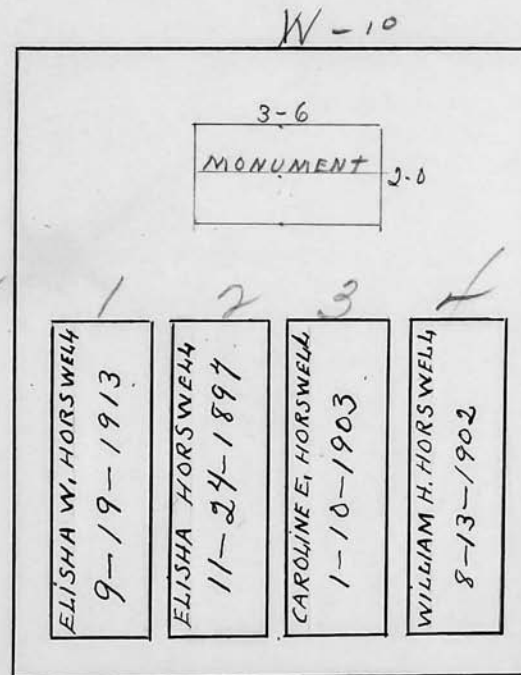 W-10
3-6
MONUMENT
2-0
1 2 3 4
ELISHA W. HORSWELL
9-19-1913
ELISHA HORSWELL
11-24-1897
CAROLINE E. HORSWELL
1-10-1903
WILLIAM H. HORSWELL
8-13-1902